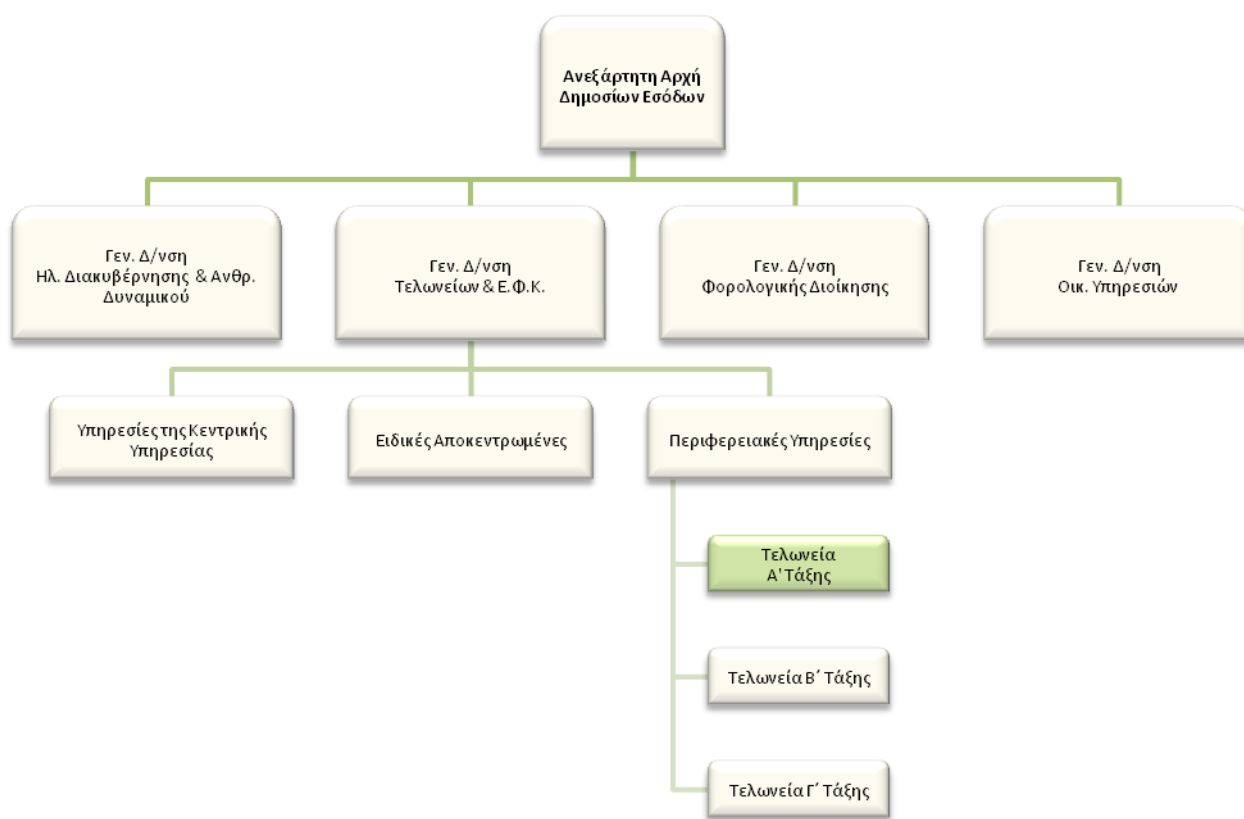 Ανεξάρτητη Αρχή
Δημοσίων Εσόδων
Γεν. Δ/νση
Ηλ. Διακυβέρνησης & Ανθρ.
Δυναμικού
Γεν. Δ/νση
Τελωνείων & Ε.Φ.Κ.
Γεν. Δ/νση
Φορολογικής Διοίκησης
Γεν. Δ/νση
Οικ. Υπηρεσιών
Υπηρεσίες της Κεντρικής
Υπηρεσίας
Ειδικές Αποκεντρωμένες
Περιφερειακές Υπηρεσίες
Τελωνεία
Α' Τάξης
Τελωνεία Β΄ Τάξης
Τελωνεία Γ΄ Τάξης